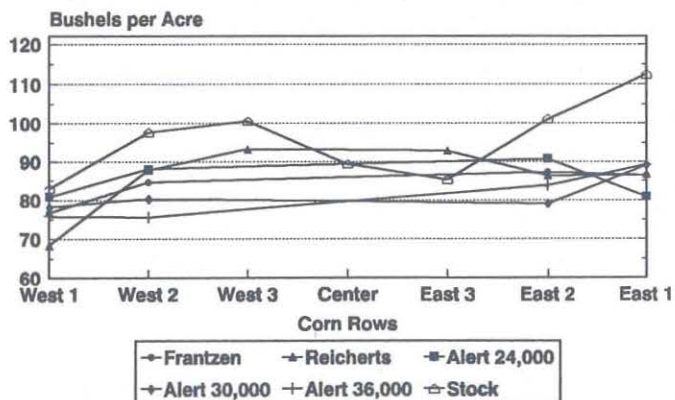 Bushels per Acre
120
110
100
90
80
70
60
West 1 West 2 West 3 Center East 3 East 2 East 1
Corn Rows
Frantzen Reicherts Alert 24,000
Alert 30,000 Alert 36,000 Stock